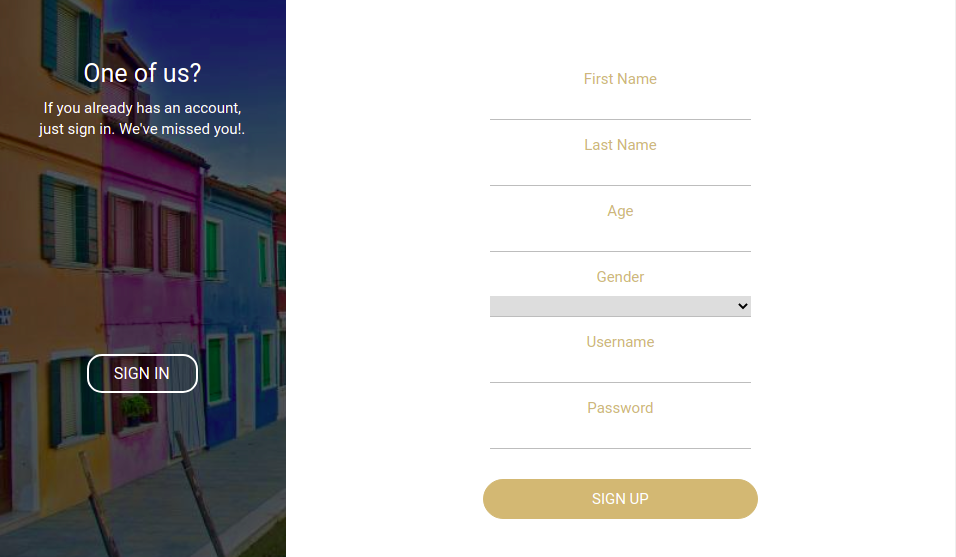 One of us?
If you already has an account,
just sign in. We've missed you!.
SIGN IN
First Name
Last Name
Age
Gender
Username
Password
SIGN UP